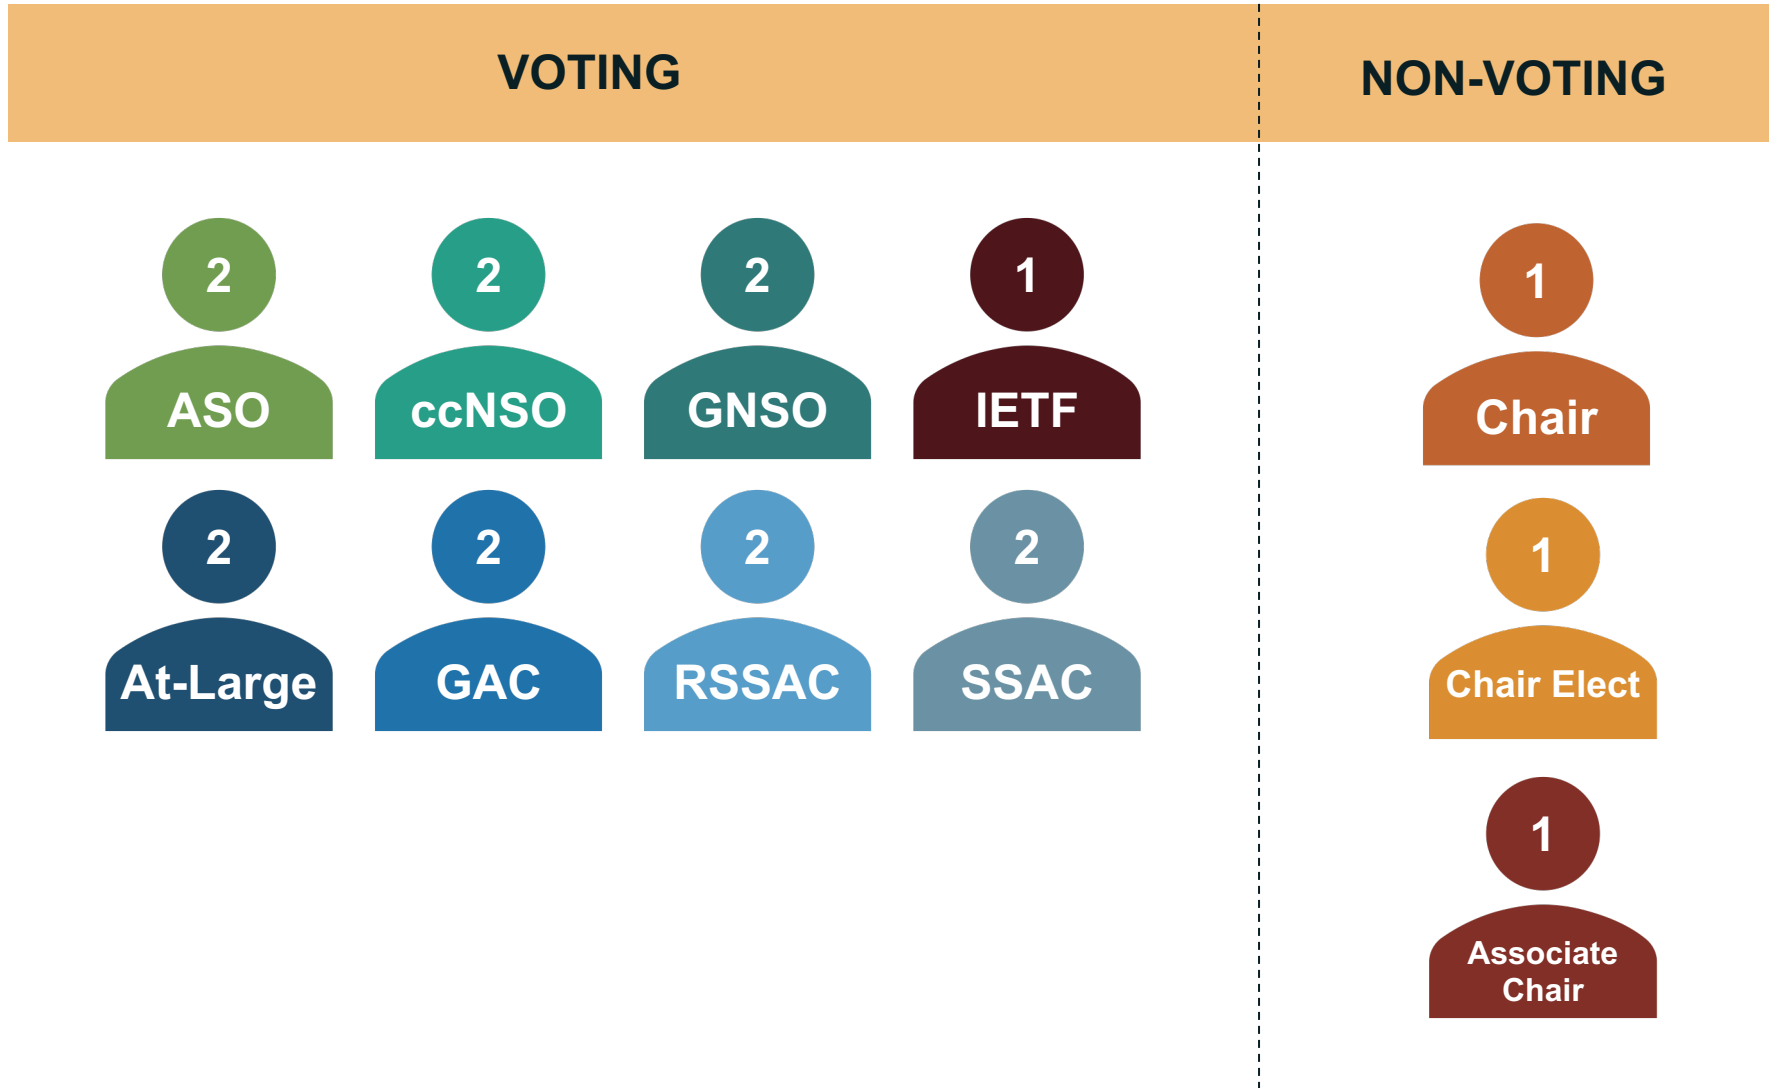 VOTING
NON-VOTING
2
2
2
1
ASO
ccNSO
GNSO
IETF
2
2
2
2
At-Large
GAC
RSSAC
SSAC
1
Chair
1
Chair Elect
1
Associate
Chair